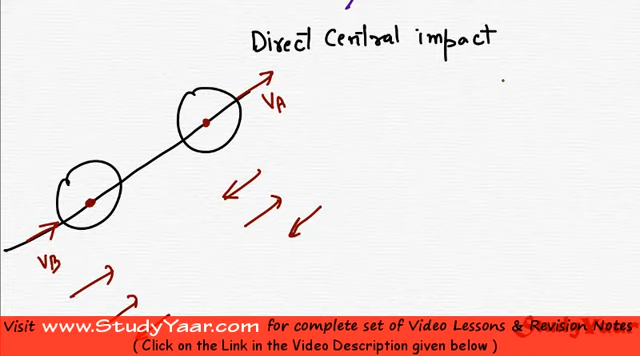 Direct Central impact
VA
VB
Visit www.StudyYaar.com for complete set of Video Lessons & Revision Notes
StudyYaar
( Click on the Link in the Video Description given below )